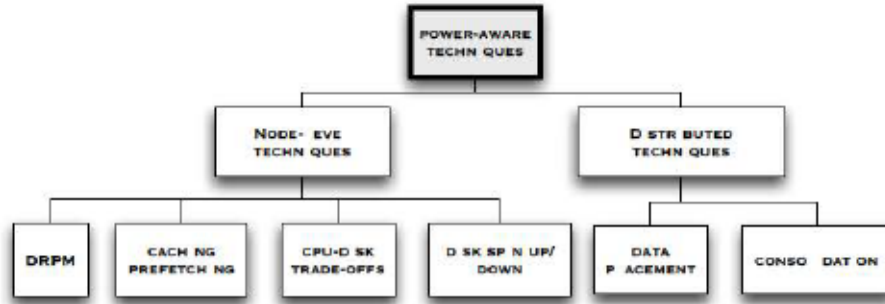 POWER-AWARE
TECHN QUES
NODE- EVE
TECHN QUES
D STR BUTED
TECHN QUES
DRPM
CACH NG
PREFETCH NG
CPU-D SK
TRADE-OFFS
D SK SP N UP/
DOWN
DATA
P ACEMENT
CONSO DAT ON